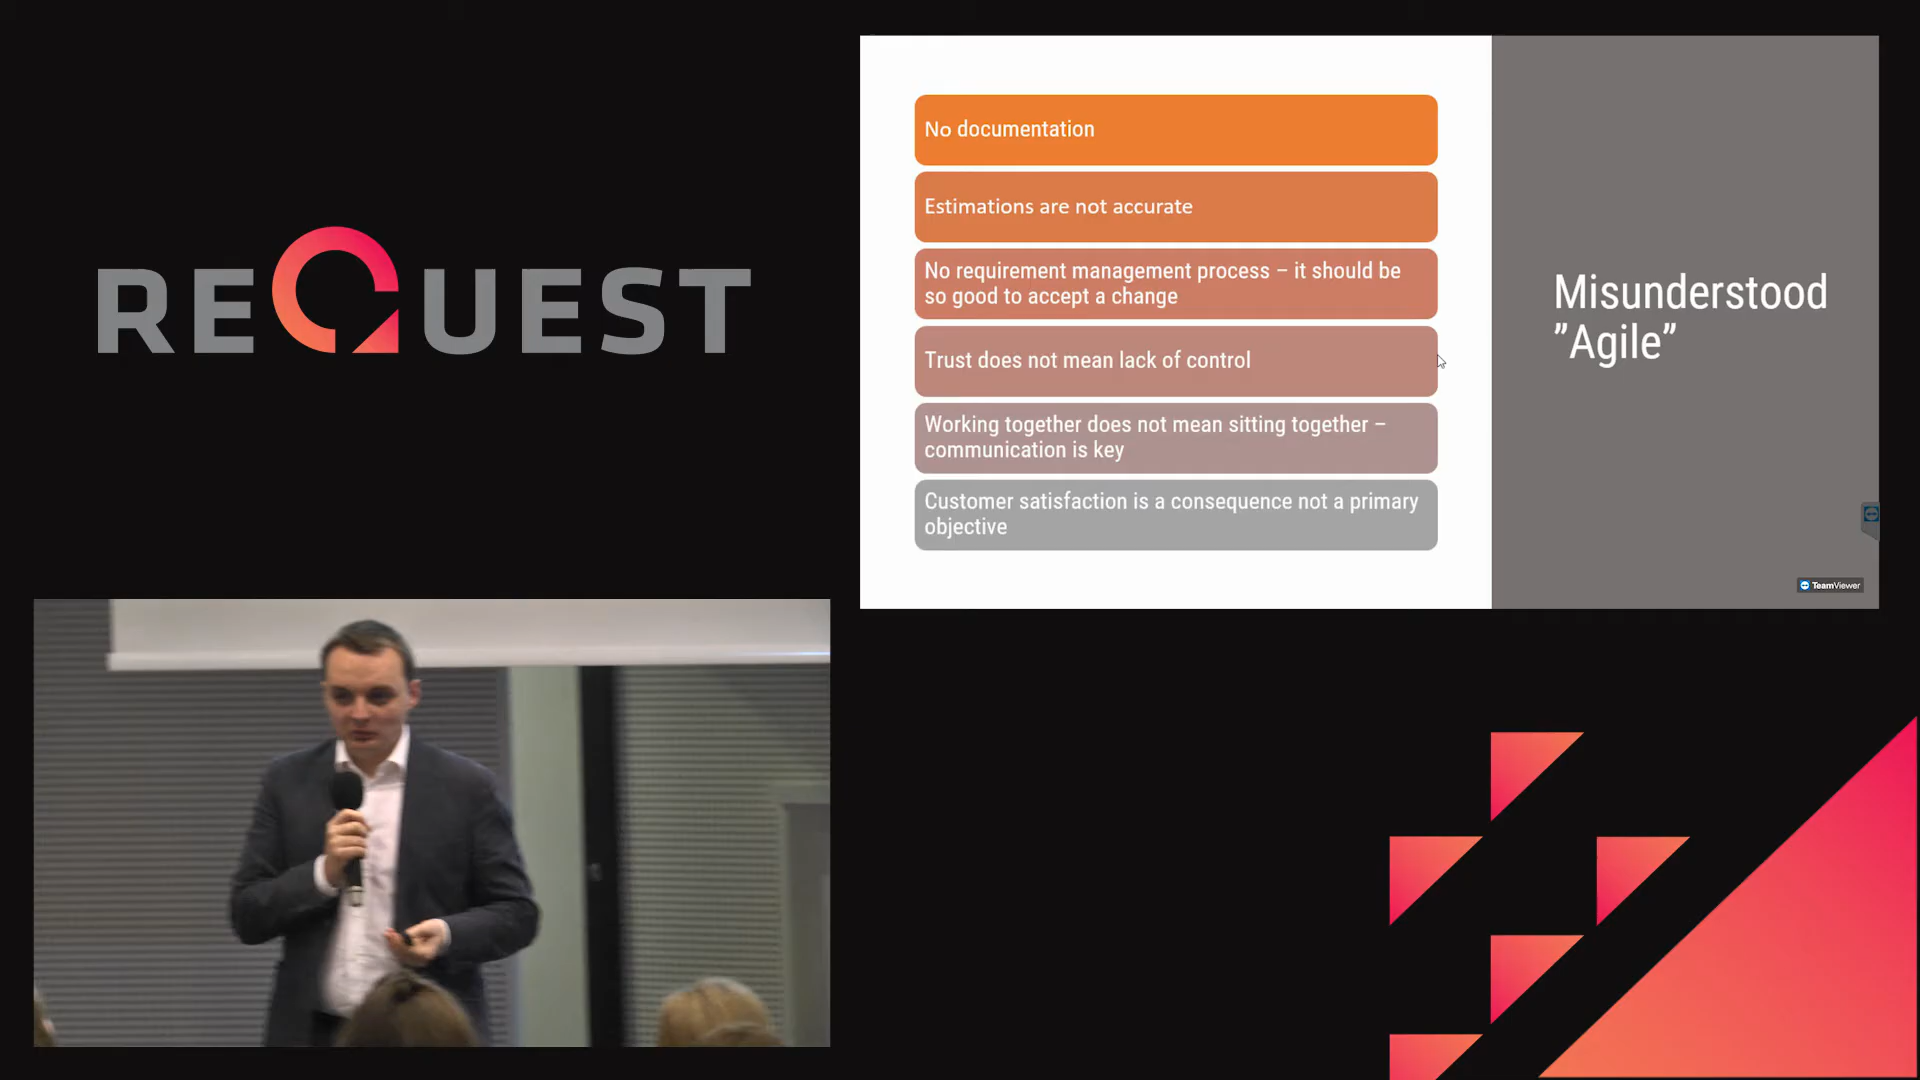 REQUEST
No documentation
Estimations are not accurate
No requirement management process – it should be
so good to accept a change
Trust does not mean lack of control
Working together does not mean sitting together –
communication is key
Customer satisfaction is a consequence not a primary
objective
Misunderstood
”Agile”
TeamViewer